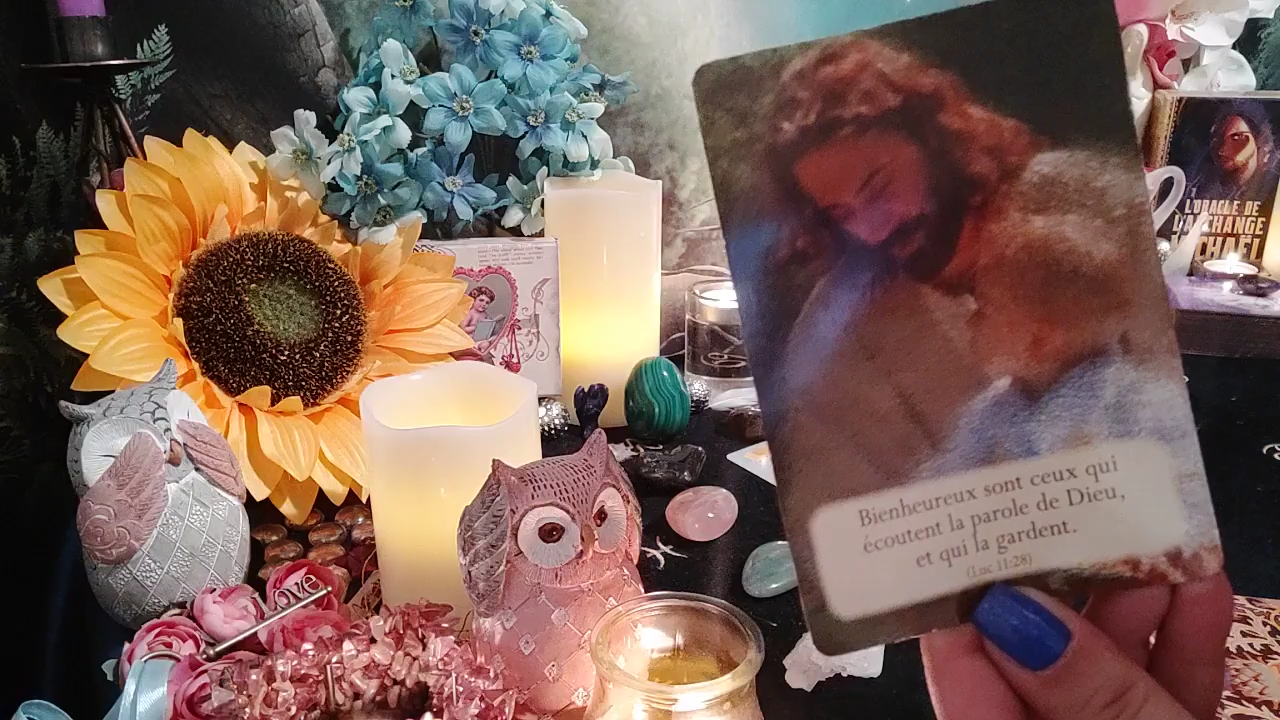 Bienheureux sont ceux qui
écoutent la parole de Dieu,
et qui la gardent.
(Luc 11:28)
L'ORACLE DE
L'ARCHANGE
MICHAËL
love